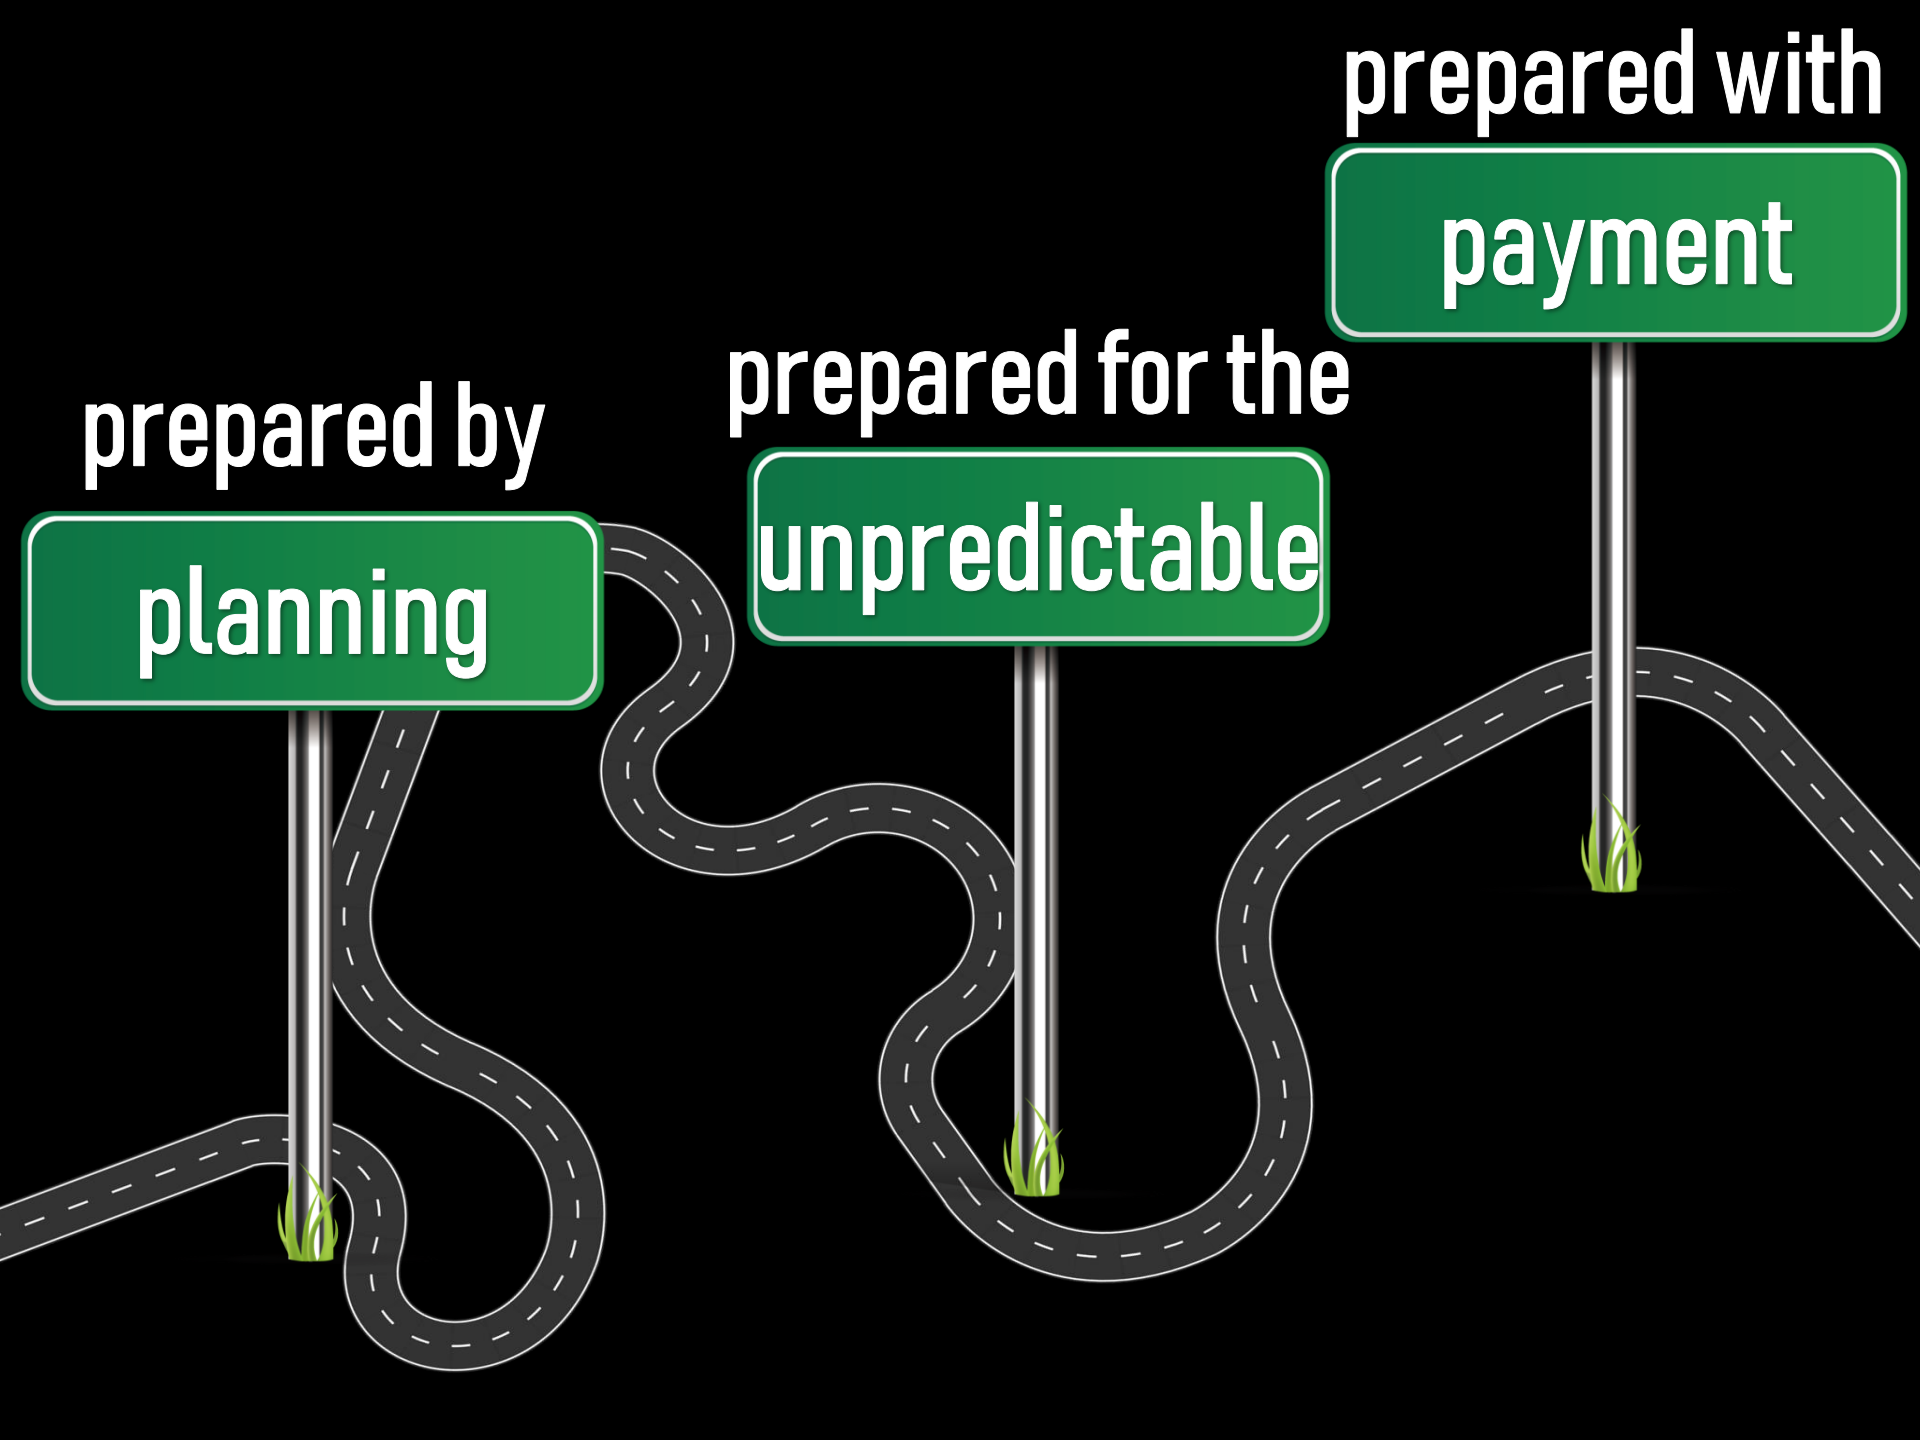 prepared by
planning
prepared for the
unpredictable
prepared with
payment